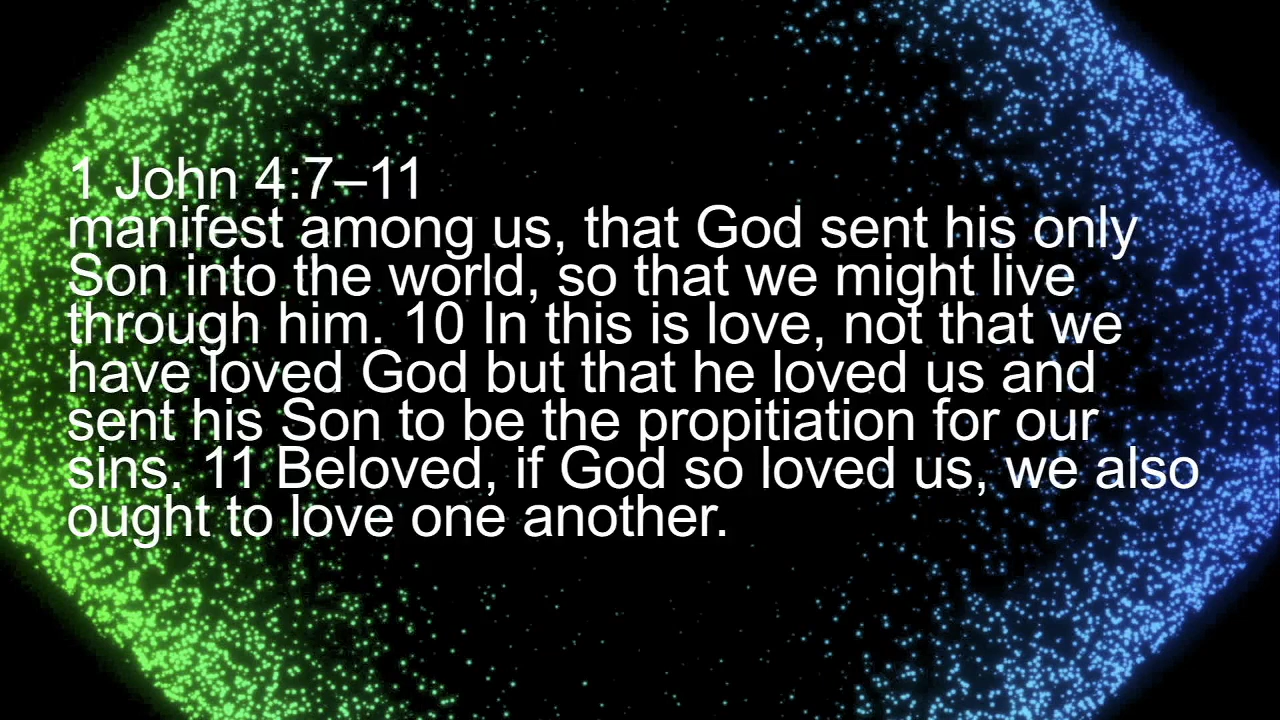 1 John 4:7–11
manifest among us, that God sent his only
Son into the world, so that we might live
through him. 10 In this is love, not that we
have loved God but that he loved us and
sent his Son to be the propitiation for our
sins. 11 Beloved, if God so loved us, we also
ought to love one another.